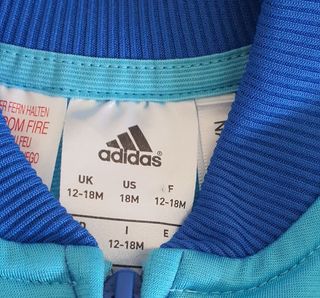 ER FERN HALTEN
OM FIRE
adidas
UK US F
12-18M 18M 12-18M
I E
12-18M